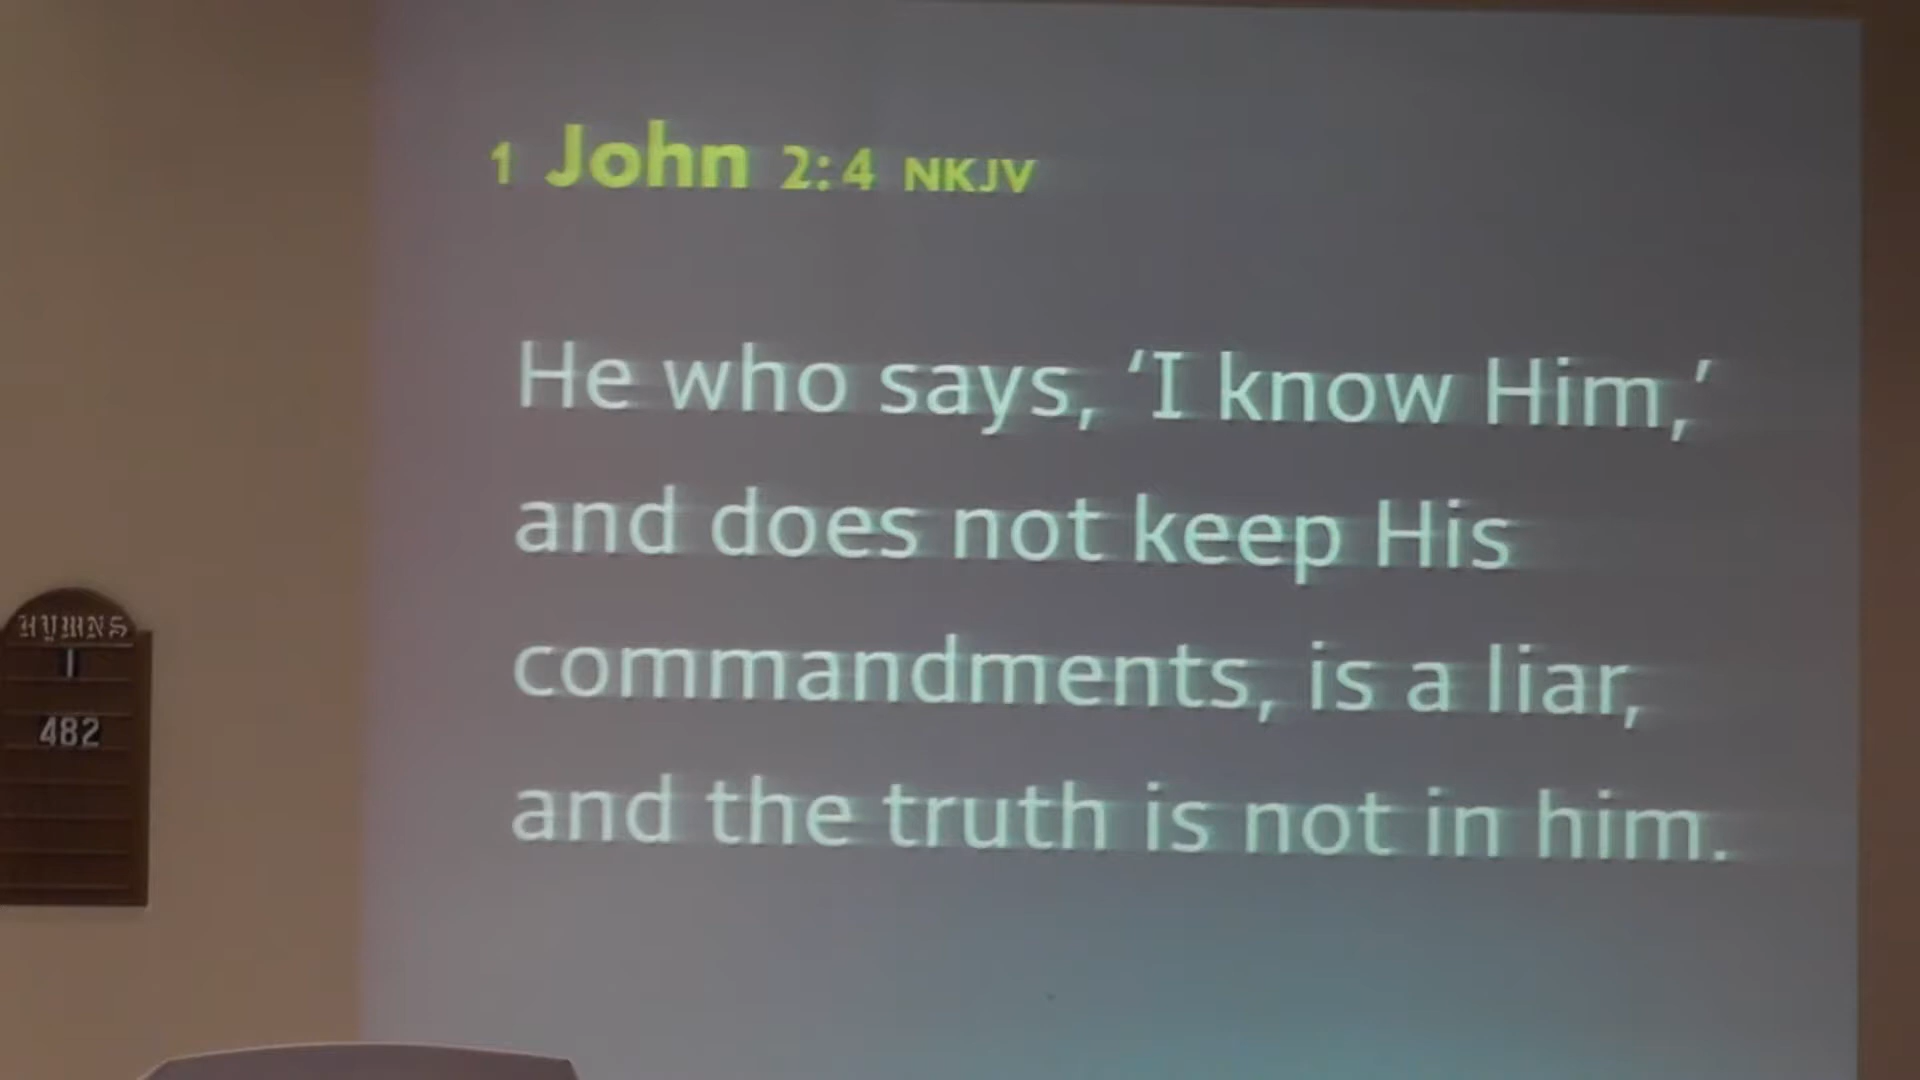 1 John 2:4 NKJV
He who says, ‘I know Him,’
and does not keep His
commandments, is a liar,
and the truth is not in him.
HYMNS
1
482